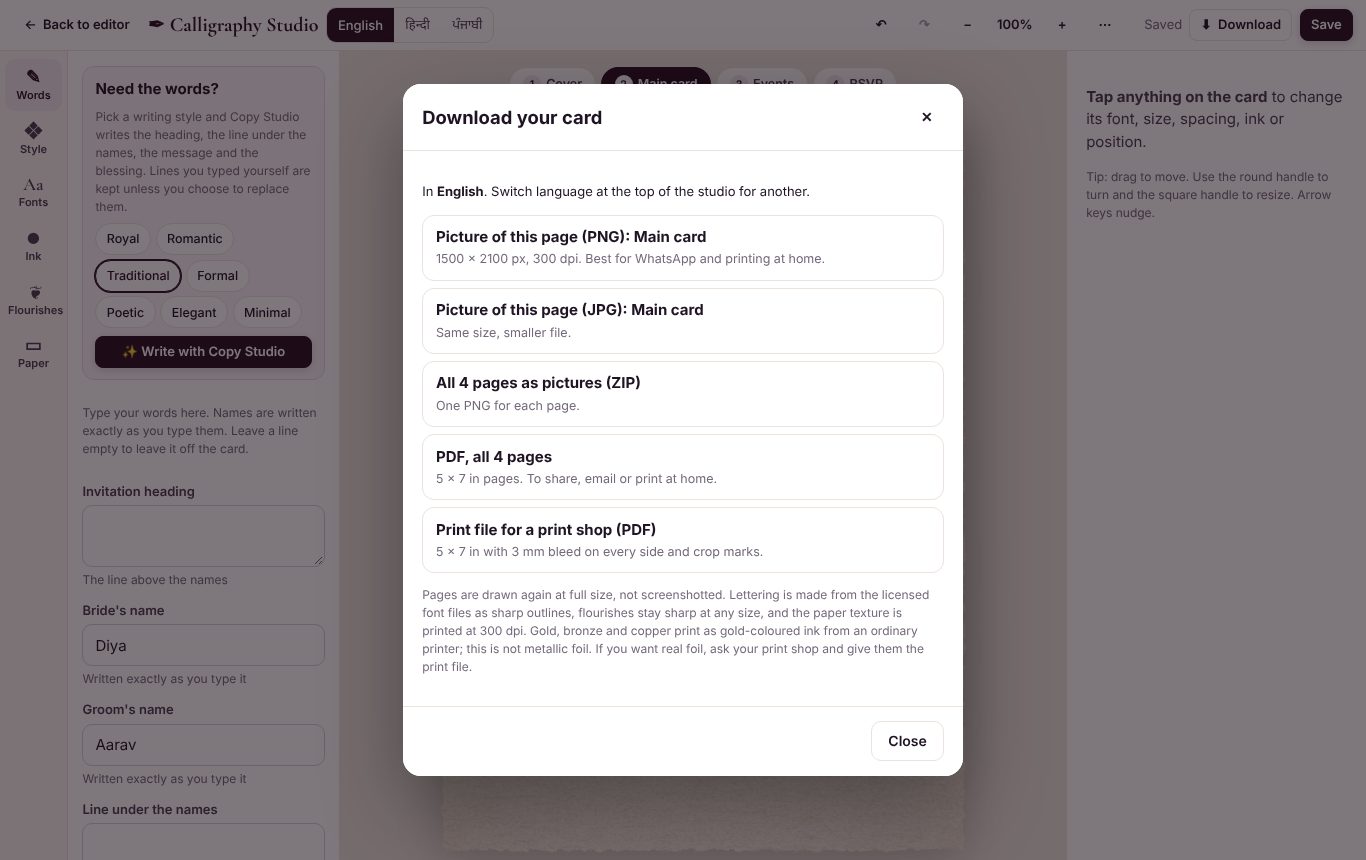 ← Back to editor
✒ Calligraphy Studio
English
हिन्दी
ਪੰਜਾਬੀ
↶ ↷ − 100% + ⋯
Saved
⬇ Download
Save
✎
Words
❖
Style
Aa
Fonts
●
Ink
❦
Flourishes
▭
Paper
Need the words?
Pick a writing style and Copy Studio
writes the heading, the line under the
names, the message and the
blessing. Lines you typed yourself are
kept unless you choose to replace
them.
Royal Romantic
Traditional Formal
Poetic Elegant Minimal
✨ Write with Copy Studio
Type your words here. Names are written
exactly as you type them. Leave a line
empty to leave it off the card.
Invitation heading
The line above the names
Bride's name
Diya
Written exactly as you type it
Groom's name
Aarav
Written exactly as you type it
Line under the names
1 Cover 2 Main card 3 Events 4 RSVP
Download your card ×
In English. Switch language at the top of the studio for another.
Picture of this page (PNG): Main card
1500 × 2100 px, 300 dpi. Best for WhatsApp and printing at home.
Picture of this page (JPG): Main card
Same size, smaller file.
All 4 pages as pictures (ZIP)
One PNG for each page.
PDF, all 4 pages
5 × 7 in pages. To share, email or print at home.
Print file for a print shop (PDF)
5 × 7 in with 3 mm bleed on every side and crop marks.
Pages are drawn again at full size, not screenshotted. Lettering is made from the licensed
font files as sharp outlines, flourishes stay sharp at any size, and the paper texture is
printed at 300 dpi. Gold, bronze and copper print as gold-coloured ink from an ordinary
printer; this is not metallic foil. If you want real foil, ask your print shop and give them the
print file.
Close
Tap anything on the card to change
its font, size, spacing, ink or
position.
Tip: drag to move. Use the round handle to
turn and the square handle to resize. Arrow
keys nudge.